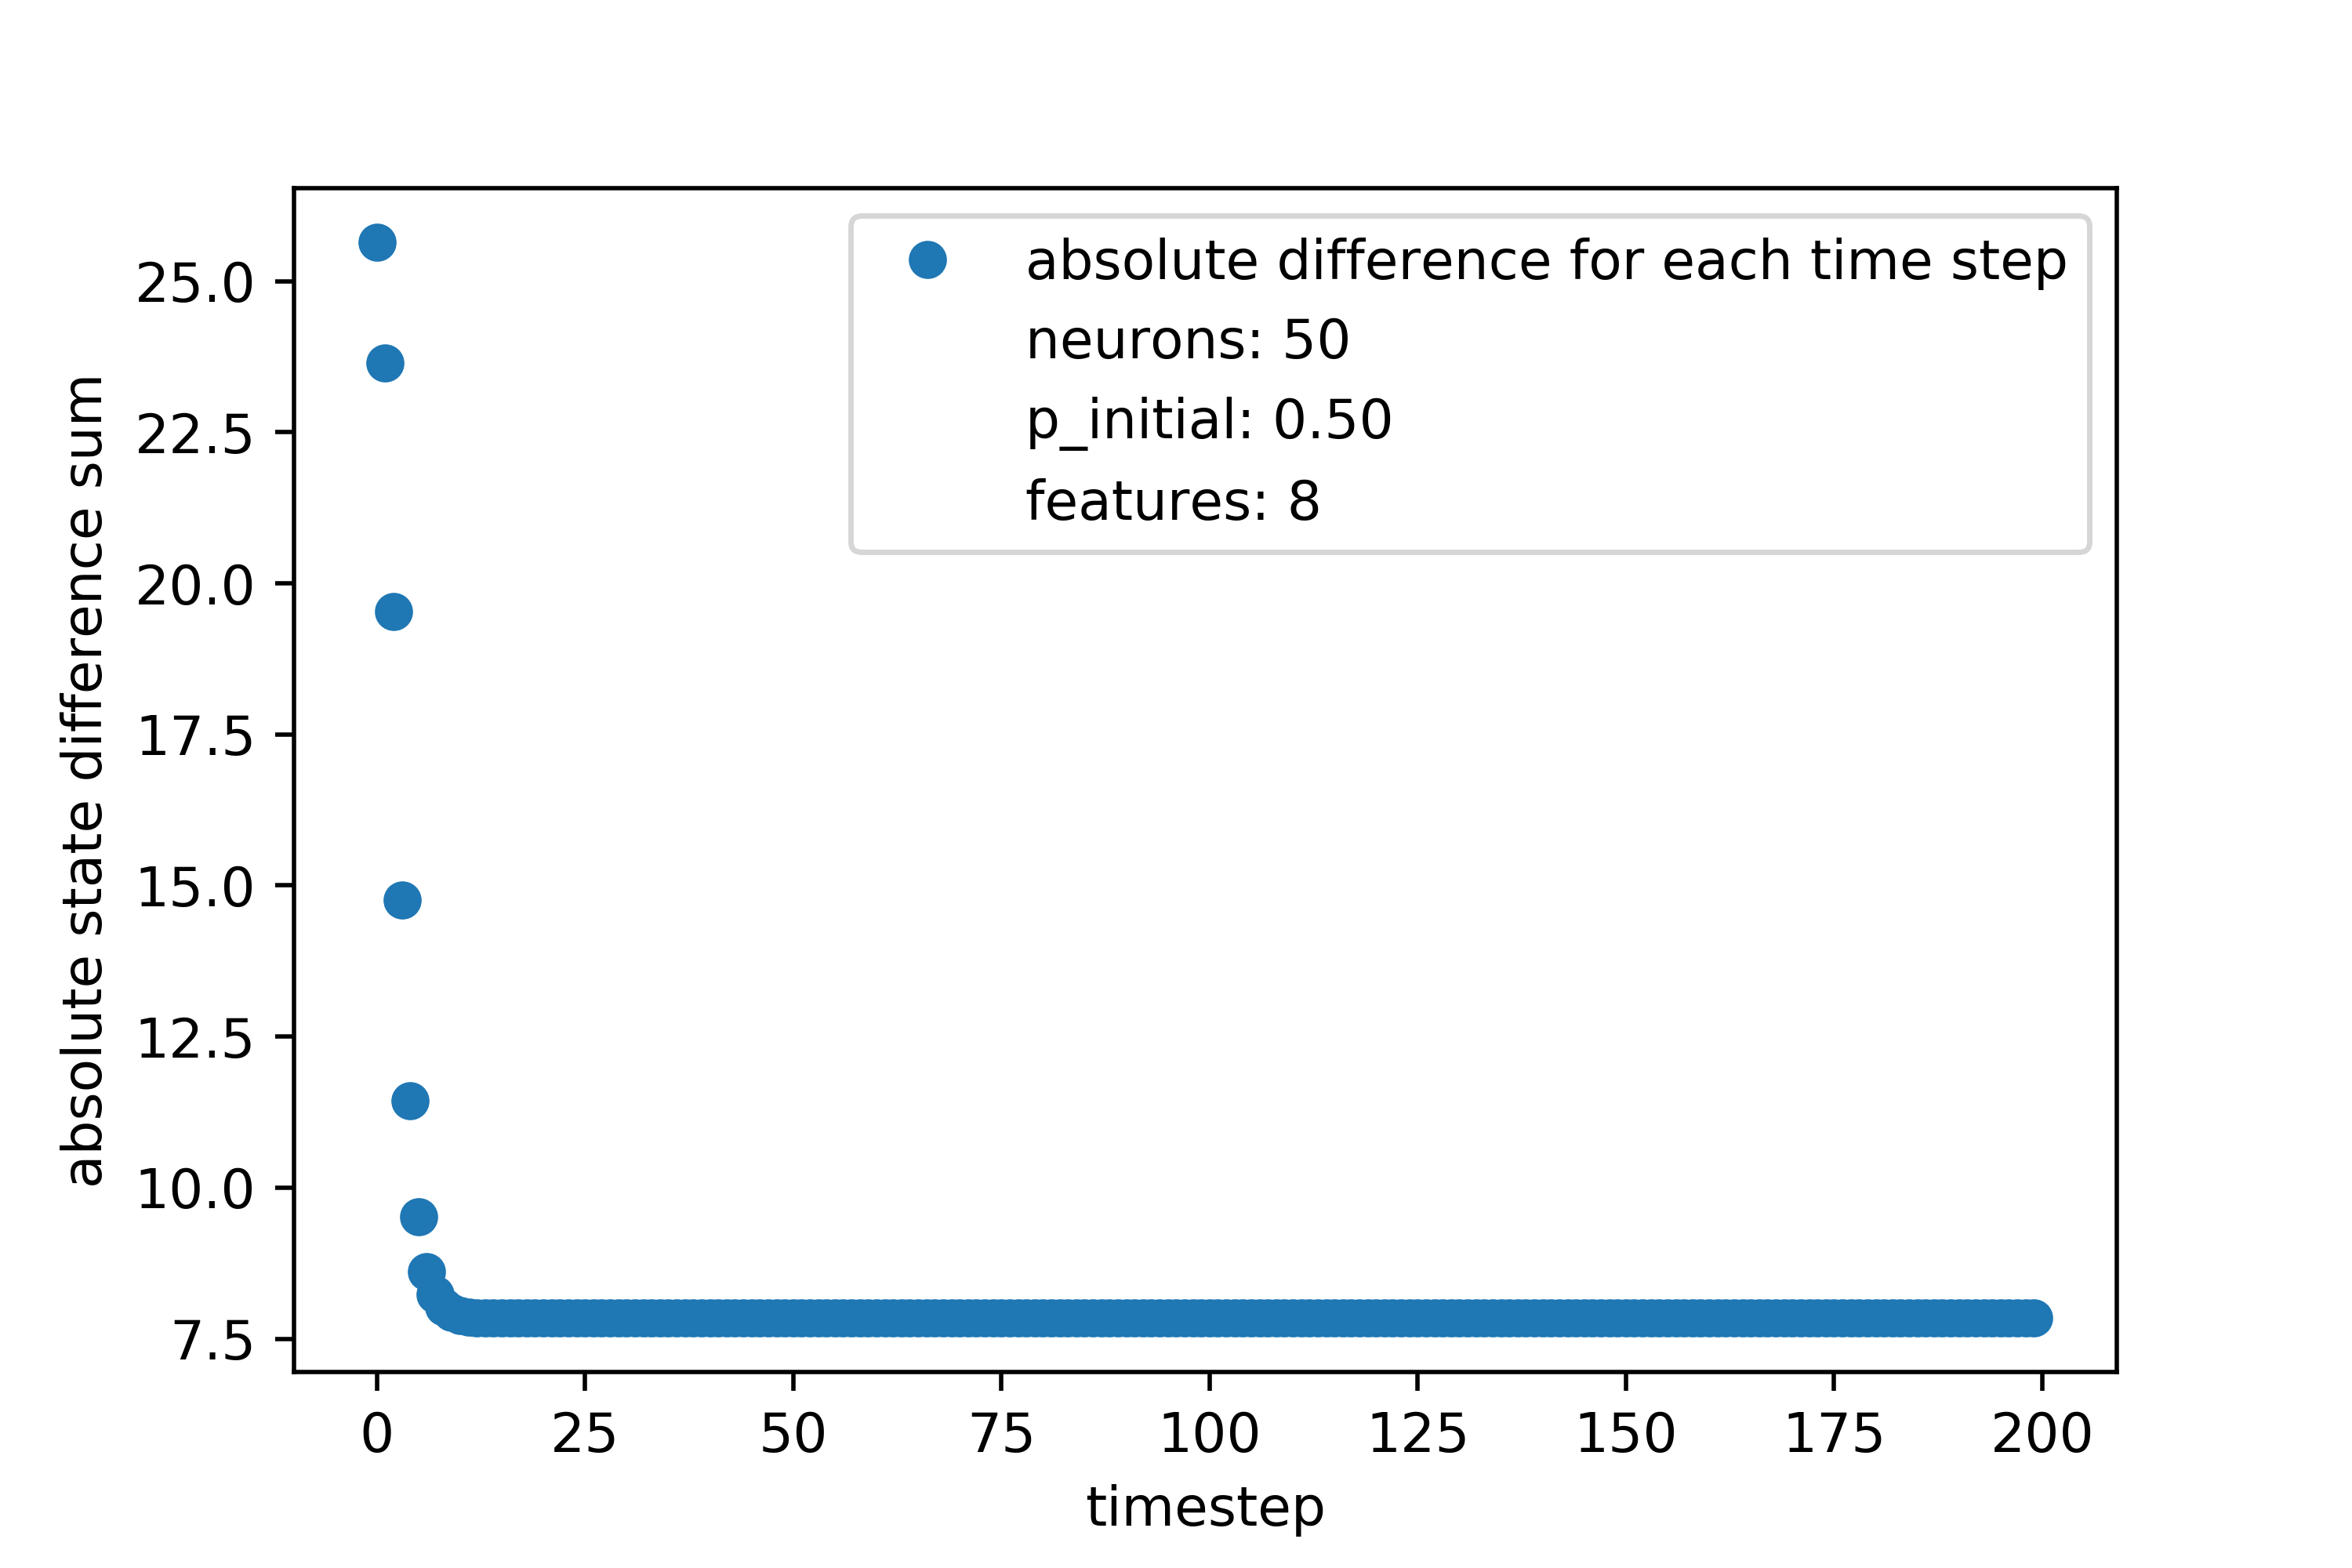 absolute difference for each time step
neurons: 50
p_initial: 0.50
features: 8
absolute state difference sum
25.0
22.5
20.0
17.5
15.0
12.5
10.0
7.5
0 25 50 75 100 125 150 175 200
timestep